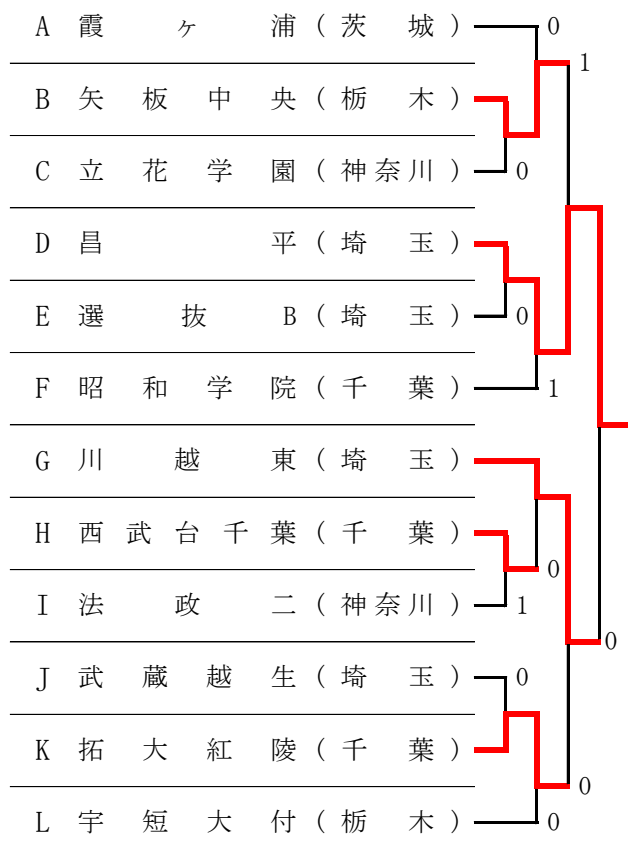 A 霞ヶ浦（茨城） 0
1
B 矢板中央（栃木）
C 立花学園（神奈川） 0
D 昌平（埼玉）
E 選抜B（埼玉） 0
F 昭和学院（千葉） 1
G 川越東（埼玉）
H 西武台千葉（千葉）
0
I 法政二（神奈川） 1
0
J 武蔵越生（埼玉） 0
K 拓大紅陵（千葉）
0
L 宇短大付（栃木） 0